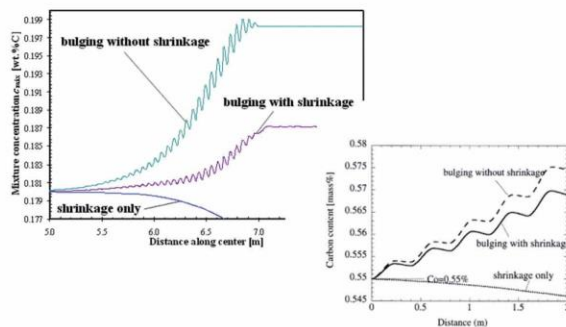 Mixture concentration cmix [wt.%C]
0.199
0.197
0.195
0.193
0.191
0.189
0.187
0.185
0.183
0.181
0.179
0.177
bulging without shrinkage
bulging with shrinkage
shrinkage only
5.0
5.5
6.0
6.5
7.0
Distance along center [m]
Carbon content [mass%]
0.58
0.575
0.57
0.565
0.56
0.555
0.55
0.545
bulging without shrinkage
bulging with shrinkage
Co=0.55%
shrinkage only
0
0.5
1
1.5
2
Distance (m)